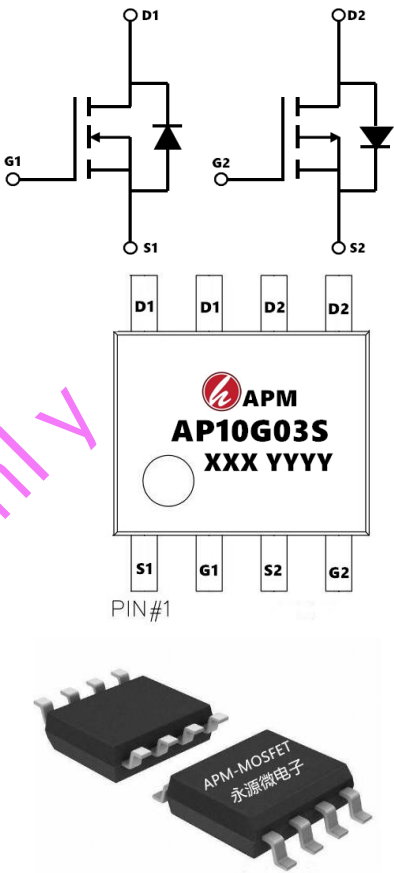 D1 D2
G1 G2
S1 S2
D1 D1 D2 D2
APM
AP10G03S
XXX YYYY
S1 G1 S2 G2
PIN#1
APM-MOSFET
永源微电子